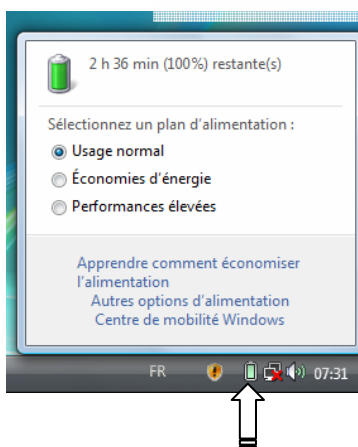 2 h 36 min (100%) restante(s)
Sélectionnez un plan d'alimentation :
Usage normal
Économies d'énergie
Performances élevées
Apprendre comment économiser
l'alimentation
Autres options d'alimentation
Centre de mobilité Windows
FR 07:31